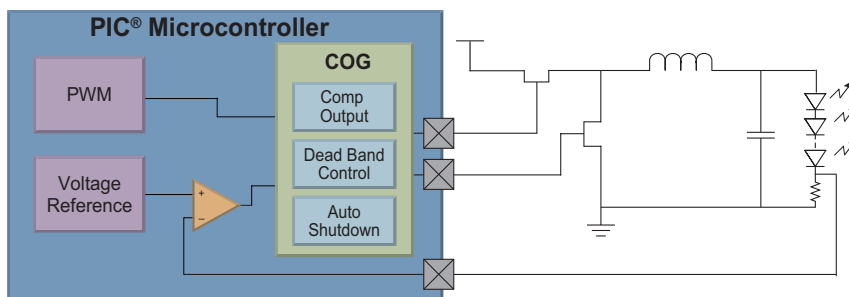 PIC® Microcontroller
COG
PWM
Comp
Output
Voltage
Reference
+
–
Dead Band
Control
Auto
Shutdown